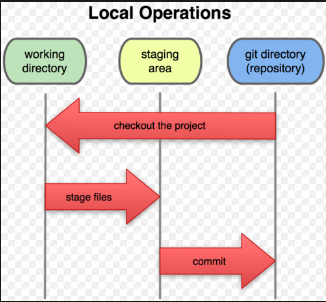 Local Operations
working
directory
staging
area
git directory
(repository)
checkout the project
stage files
commit